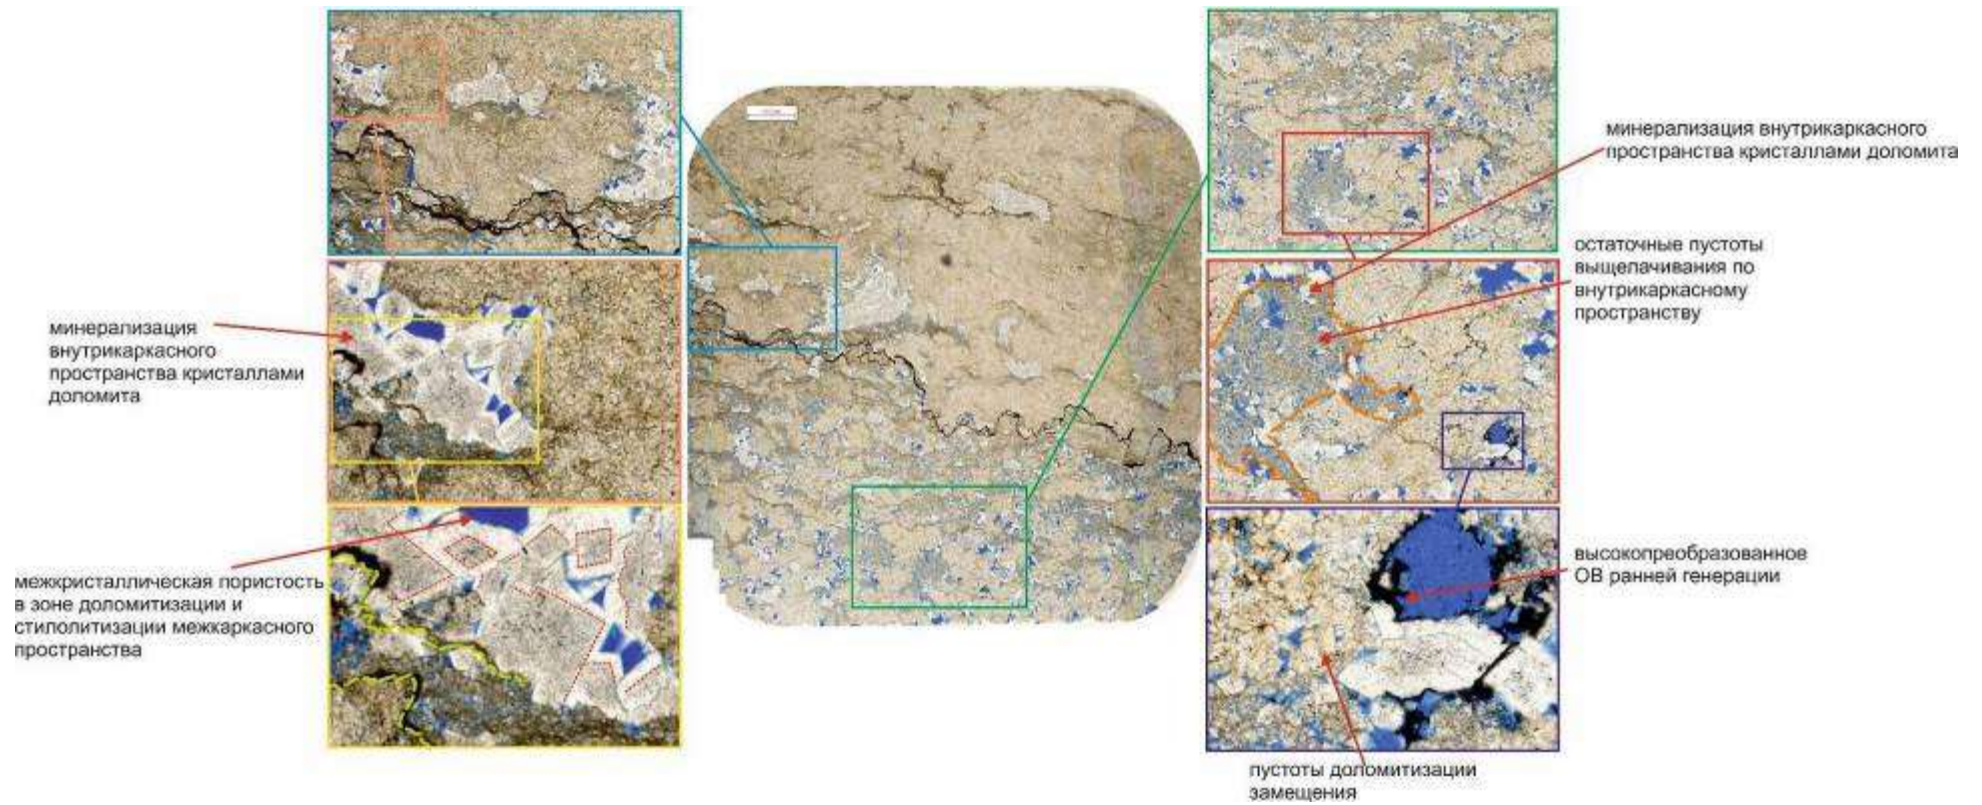 минерализация
внутрикаркасного
пространства кристаллами
доломита
межкристаллическая пористость
в зоне доломитизации и
стилолитизации межкаркасного
пространства
минерализация внутрикаркасного
пространства кристаллами доломита
остаточные пустоты
выщелачивания по
внутрикаркасному
пространству
высокопреобразованное
ОВ ранней генерации
пустоты доломитизации
замещения